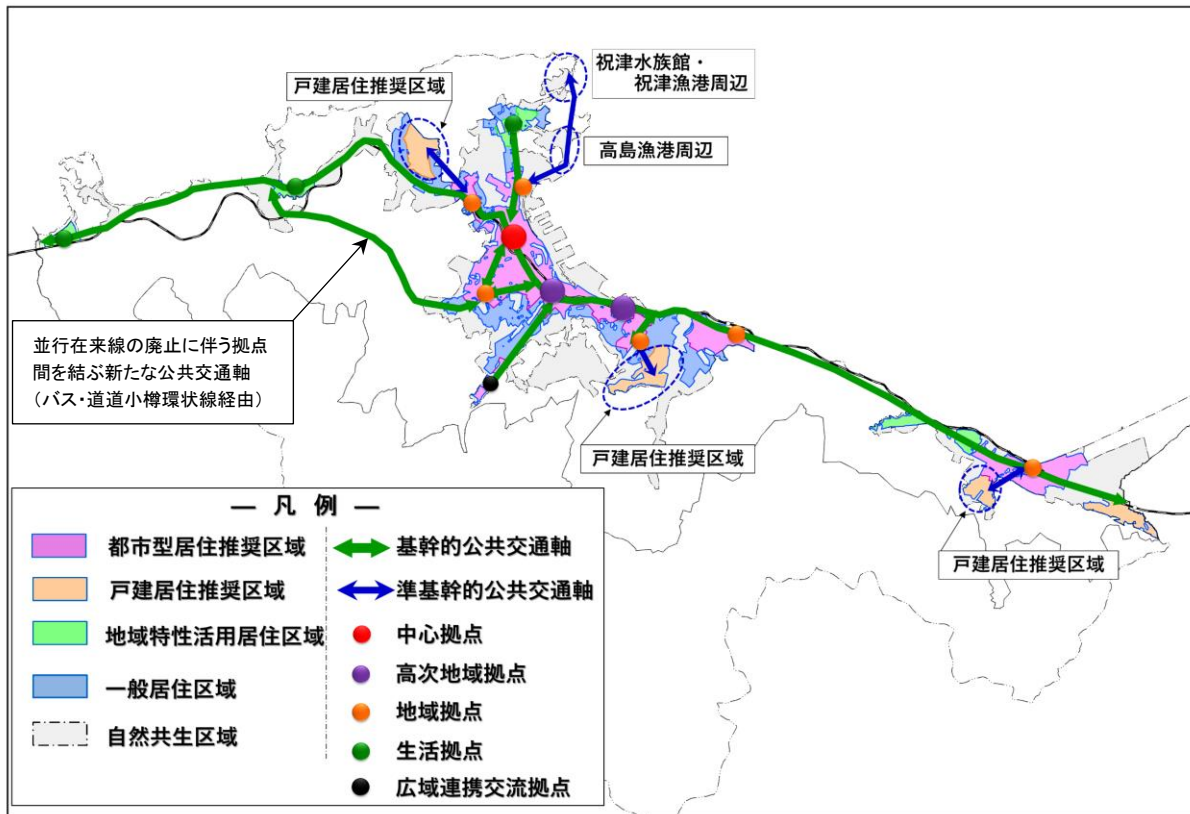 祝津水族館・
祝津漁港周辺
戸建居住推奨区域
高島漁港周辺
並行在来線の廃止に伴う拠点
間を結ぶ新たな公共交通軸
（バス・道道小樽環状線経由）
戸建居住推奨区域
戸建居住推奨区域
― 凡 例 ―
都市型居住推奨区域
戸建居住推奨区域
地域特性活用居住区域
一般居住区域
自然共生区域
基幹的公共交通軸
準基幹的公共交通軸
中心拠点
高次地域拠点
地域拠点
生活拠点
広域連携交流拠点